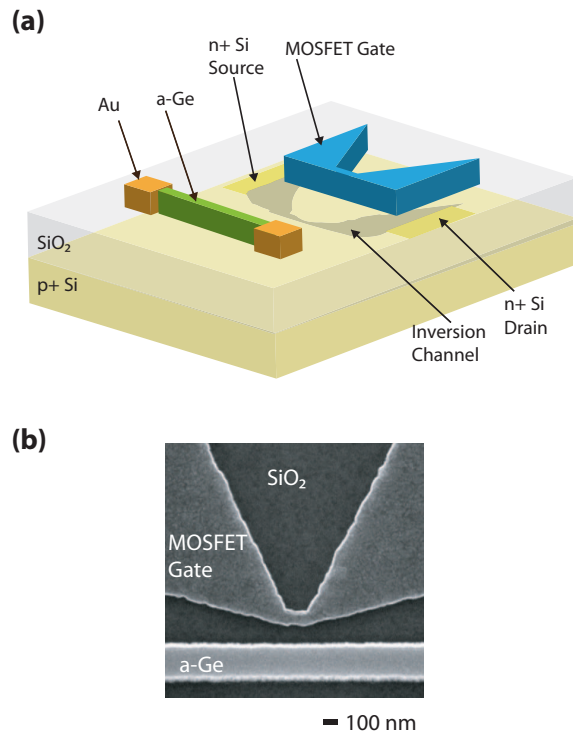 (a)
n+ Si
Source
MOSFET Gate
a-Ge
Au
SiO₂
p+ Si
n+ Si
Drain
Inversion
Channel
(b)
SiO₂
MOSFET
Gate
a-Ge
100 nm